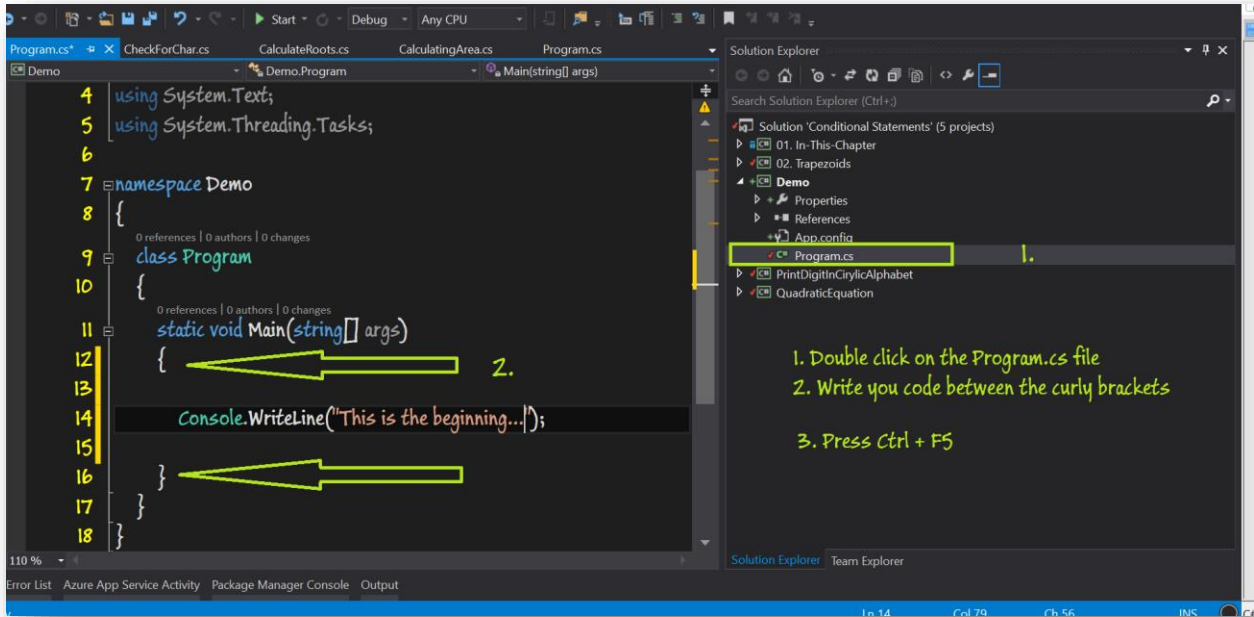 Start Debug Any CPU
Program.cs* CheckForChar.cs CalculateRoots.cs CalculatingArea.cs Program.cs
Demo Demo.Program Main(string[] args)
4 using System.Text;
5 using System.Threading.Tasks;
6
7 namespace Demo
8 {
0 references | 0 authors | 0 changes
9 class Program
10 {
0 references | 0 authors | 0 changes
11 static void Main(string[] args)
12 {
2.
13
14 Console.WriteLine("This is the beginning...");
15
16 }
17 }
18 }
110 %
Error List Azure App Service Activity Package Manager Console Output
Solution Explorer
Search Solution Explorer (Ctrl+;)
Solution 'Conditional Statements' (5 projects)
C# 01. In-This-Chapter
C# 02. Trapezoids
C# Demo
Properties
References
App.config
C# Program.cs
1.
C# PrintDigitInCirylicAlphabet
C# QuadraticEquation
1. Double click on the Program.cs file
2. Write you code between the curly brackets
3. Press Ctrl + F5
Solution Explorer Team Explorer
Ln 14 Col 79 Ch 56 INS